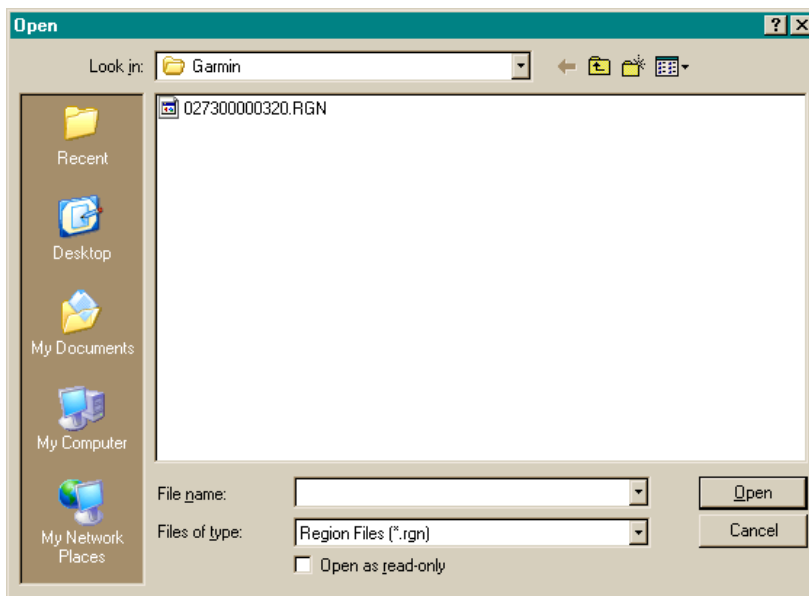 Open
Look in: Garmin
027300000320.RGN
Recent
Desktop
My Documents
My Computer
My Network
Places
File name:
Open
Files of type: Region Files (*.rgn)
Cancel
Open as read-only